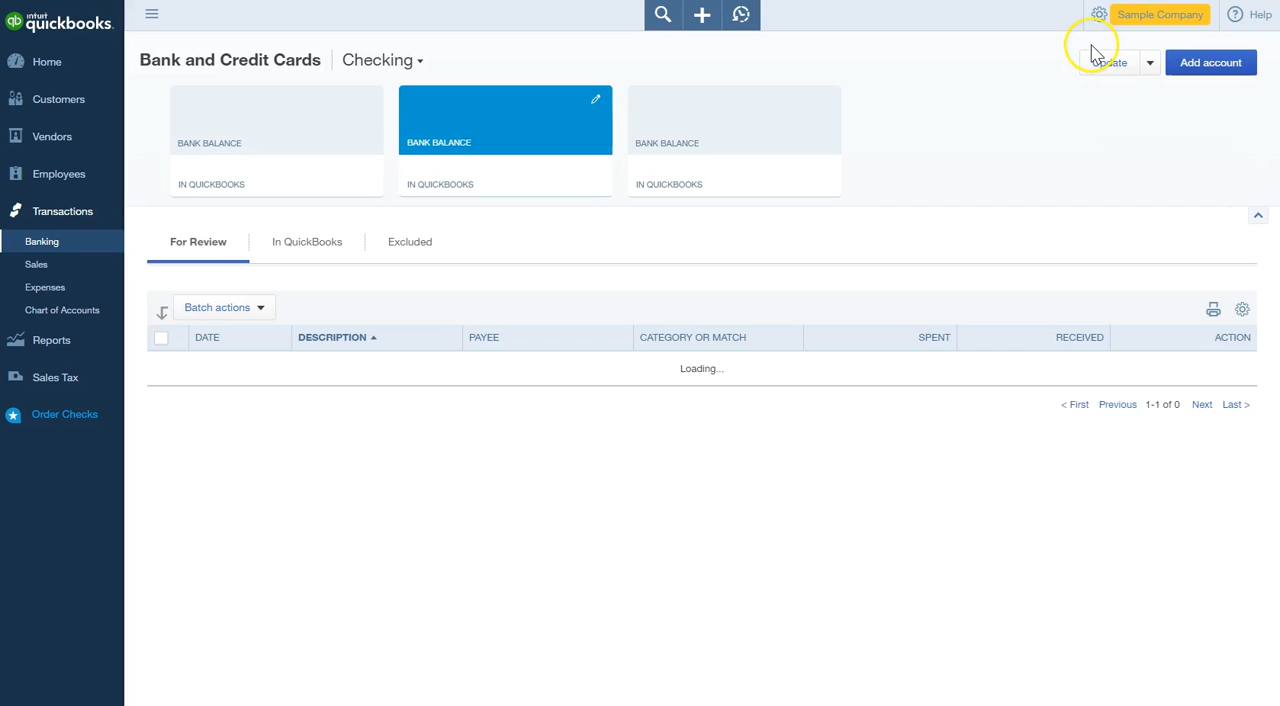 intuit
quickbooks.
Sample Company
Help
Home
Customers
Vendors
Employees
Transactions
Banking
Sales
Expenses
Chart of Accounts
Reports
Sales Tax
Order Checks
Bank and Credit Cards
Checking
Update
Add account
BANK BALANCE
IN QUICKBOOKS
BANK BALANCE
IN QUICKBOOKS
BANK BALANCE
IN QUICKBOOKS
For Review
In QuickBooks
Excluded
Batch actions
DATE
DESCRIPTION
PAYEE
CATEGORY OR MATCH
SPENT
RECEIVED
ACTION
Loading...
< First Previous 1-1 of 0 Next Last >